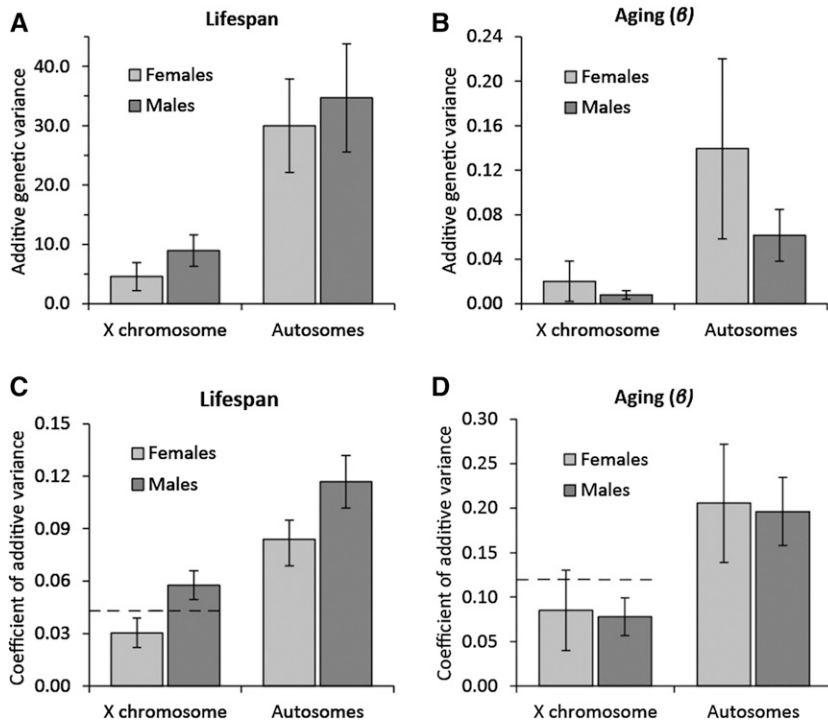 A
Lifespan
Additive genetic variance
40.0
30.0
20.0
10.0
0.0
Females
Males
X chromosome
Autosomes
B
Aging (β)
Additive genetic variance
0.24
0.20
0.16
0.12
0.08
0.04
0.00
Females
Males
X chromosome
Autosomes
C
Lifespan
Coefficient of additive variance
0.15
0.12
0.09
0.06
0.03
0.00
Females
Males
X chromosome
Autosomes
D
Aging (β)
Coefficient of additive variance
0.30
0.25
0.20
0.15
0.10
0.05
0.00
Females
Males
X chromosome
Autosomes